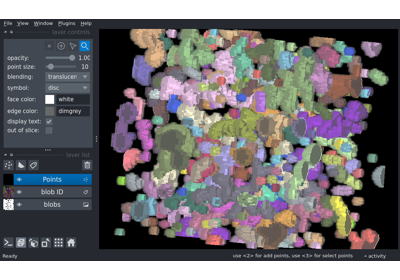 File View Window Plugins Help
layer controls
opacity: 1.00
point size: 10
blending: translucen
symbol: disc
face color: white
edge color: dimgrey
display text:
out of slice:
layer list
Points
blob ID
blobs
use <2> for add points, use <3> for select points
activity